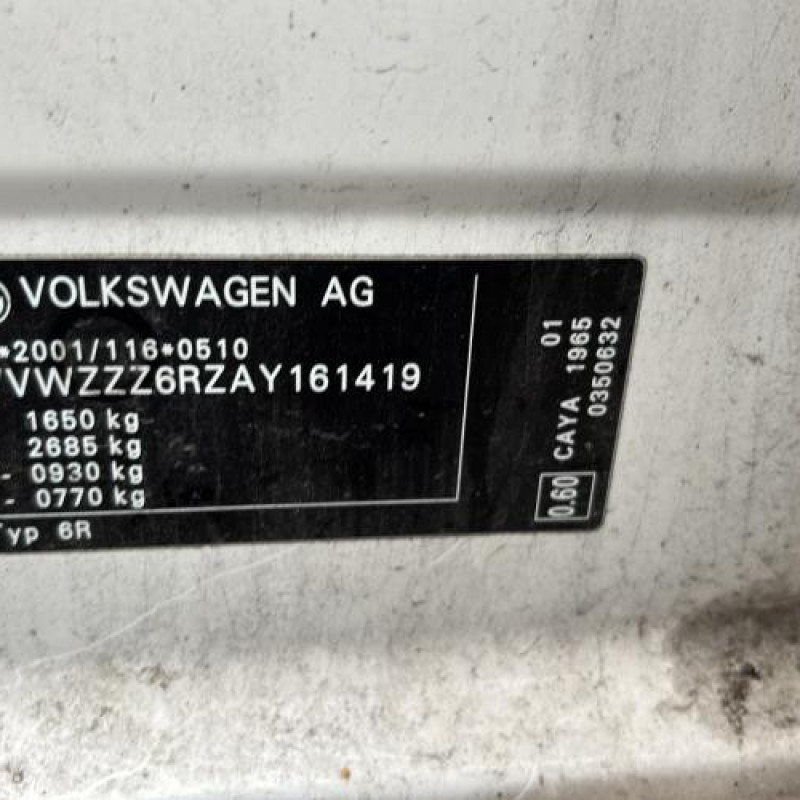 VOLKSWAGEN AG
*2001/116*0510
VWZZZ6RZAY161419
1650 kg
2685 kg
- 0930 kg
- 0770 kg
Typ 6R
01
0.60 CAYA 1965
0350632